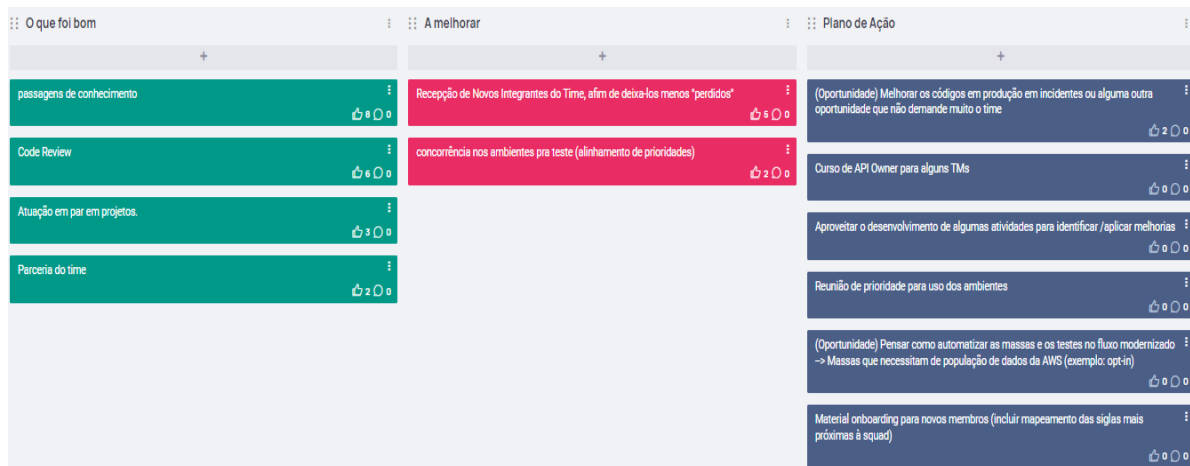 O que foi bom
+
passagens de conhecimento
8 0
Code Review
6 0
Atuação em par em projetos.
3 0
Parceria do time
2 0
A melhorar
+
Recepção de Novos Integrantes do Time, afim de deixa-los menos "perdidos"
5 0
concorrência nos ambientes pra teste (alinhamento de prioridades)
2 0
Plano de Ação
+
(Oportunidade) Melhorar os códigos em produção em incidentes ou alguma outra
oportunidade que não demande muito o time
2 0
Curso de API Owner para alguns TMs
0 0
Aproveitar o desenvolvimento de algumas atividades para identificar /aplicar melhorias
0 0
Reunião de prioridade para uso dos ambientes
0 0
(Oportunidade) Pensar como automatizar as massas e os testes no fluxo modernizado
--> Massas que necessitam de população de dados da AWS (exemplo: opt-in)
0 0
Material onboarding para novos membros (incluir mapeamento das siglas mais
próximas à squad)
0 0